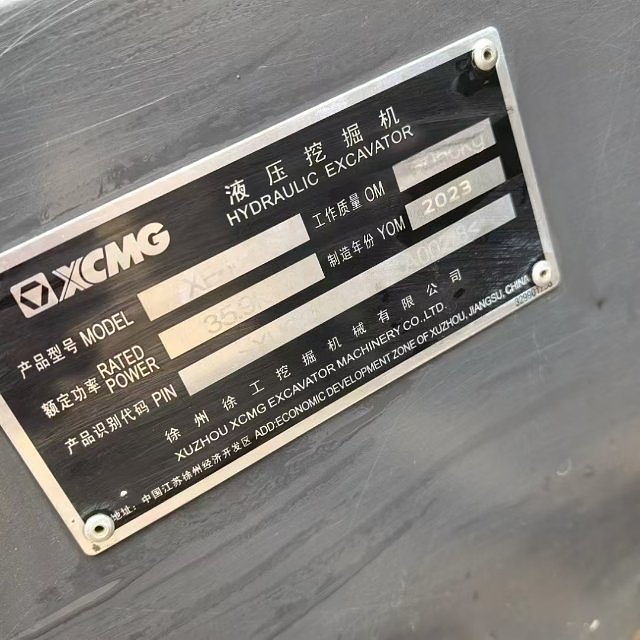 液压挖掘机
HYDRAULIC EXCAVATOR
XCMG
产品型号 MODEL
工作质量 OM
额定功率 RATED POWER 35.9
制造年份 YOM 2023
产品识别代码 PIN
徐州徐工挖掘机械有限公司
XUZHOU XCMG EXCAVATOR MACHINERY CO.,LTD.
地址：中国江苏徐州经济开发区 ADD:ECONOMIC DEVELOPMENT ZONE OF XUZHOU, JIANGSU, CHINA